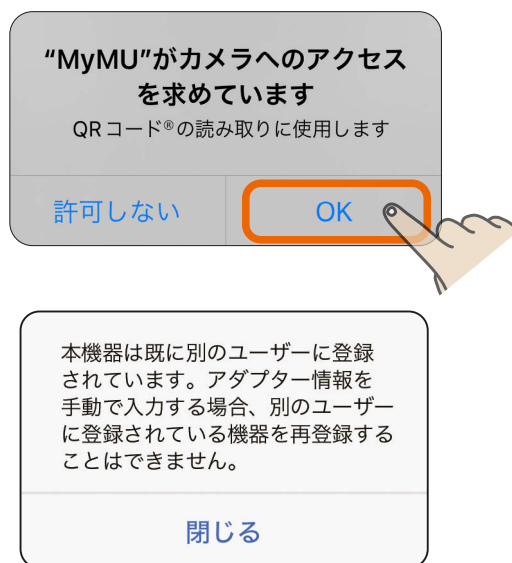 “MyMU”がカメラへのアクセス
を求めています
QRコード®の読み取りに使用します
許可しない
OK
本機器は既に別のユーザーに登録
されています。アダプター情報を
手動で入力する場合、別のユーザー
に登録されている機器を再登録する
ことはできません。
閉じる